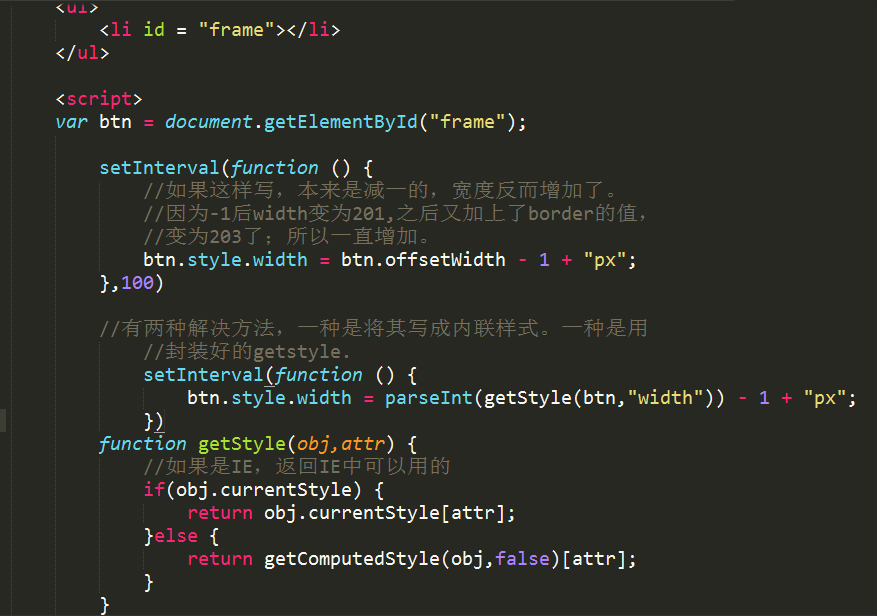 <ul>
<li id = "frame"></li>
</ul>
<script>
var btn = document.getElementById("frame");
setInterval(function () {
//如果这样写，本来是减一的，宽度反而增加了。
//因为-1后width变为201,之后又加上了border的值，
//变为203了；所以一直增加。
btn.style.width = btn.offsetWidth - 1 + "px";
},100)
//有两种解决方法，一种是将其写成内联样式。一种是用
//封装好的getstyle.
setInterval(function () {
btn.style.width = parseInt(getStyle(btn,"width")) - 1 + "px";
})
function getStyle(obj,attr) {
//如果是IE，返回IE中可以用的
if(obj.currentStyle) {
return obj.currentStyle[attr];
}else {
return getComputedStyle(obj,false)[attr];
}
}